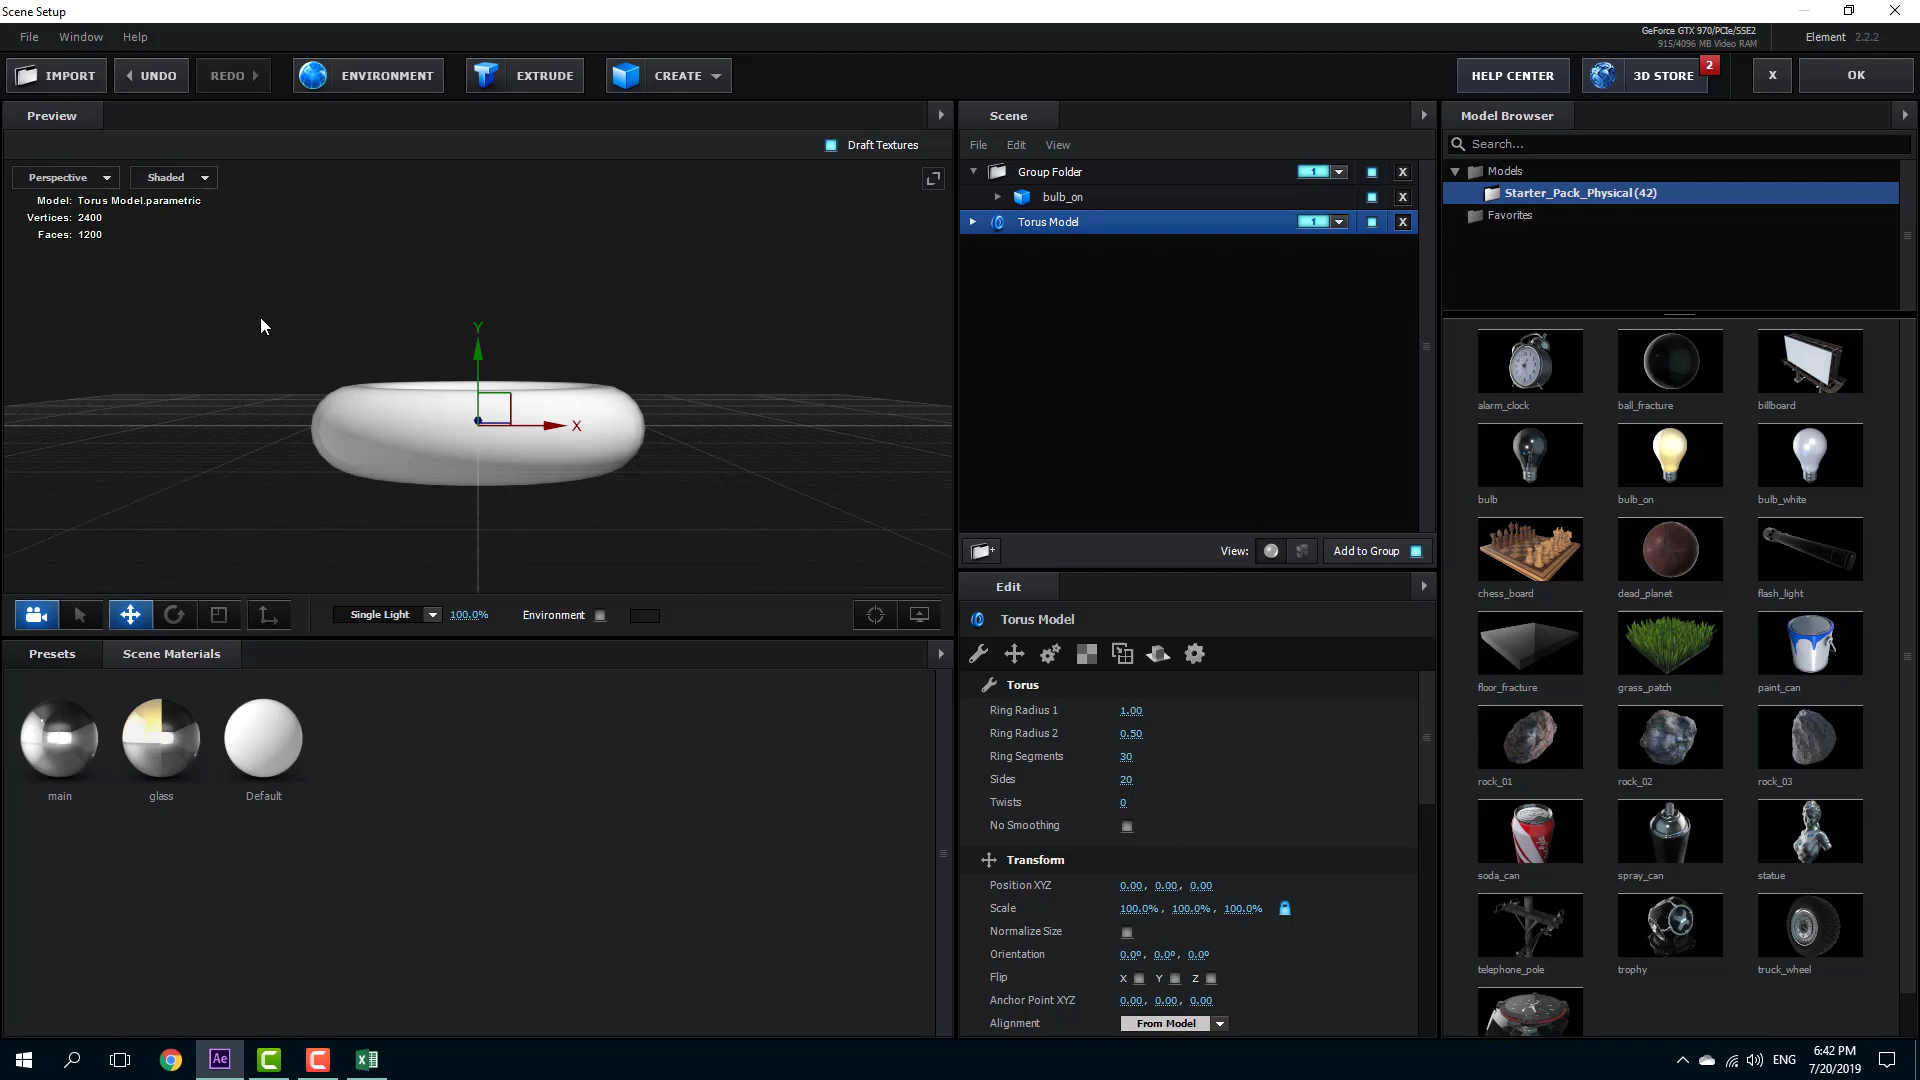 Scene Setup
File Window Help
GeForce GTX 970/PCIe/SSE2
915/4096 MB Video RAM
Element 2.2.2
IMPORT UNDO REDO ENVIRONMENT EXTRUDE CREATE HELP CENTER 3D STORE 2 X OK
Preview
Draft Textures
Perspective Shaded
Model: Torus Model.parametric
Vertices: 2400
Faces: 1200
Y
X
Single Light 100.0% Environment
Presets Scene Materials
main glass Default
Scene
File Edit View
Group Folder 1 X
bulb_on X
Torus Model 1 X
View: Add to Group
Edit
Torus Model
Torus
Ring Radius 1 1.00
Ring Radius 2 0.50
Ring Segments 30
Sides 20
Twists 0
No Smoothing
Transform
Position XYZ 0.00, 0.00, 0.00
Scale 100.0%, 100.0%, 100.0%
Normalize Size
Orientation 0.0º, 0.0º, 0.0º
Flip X Y Z
Anchor Point XYZ 0.00, 0.00, 0.00
Alignment From Model
Model Browser
Search...
Models
Starter_Pack_Physical (42)
Favorites
alarm_clock ball_fracture billboard
bulb bulb_on bulb_white
chess_board dead_planet flash_light
floor_fracture grass_patch paint_can
rock_01 rock_02 rock_03
soda_can spray_can statue
telephone_pole trophy truck_wheel
Ae
ENG
6:42 PM
7/20/2019